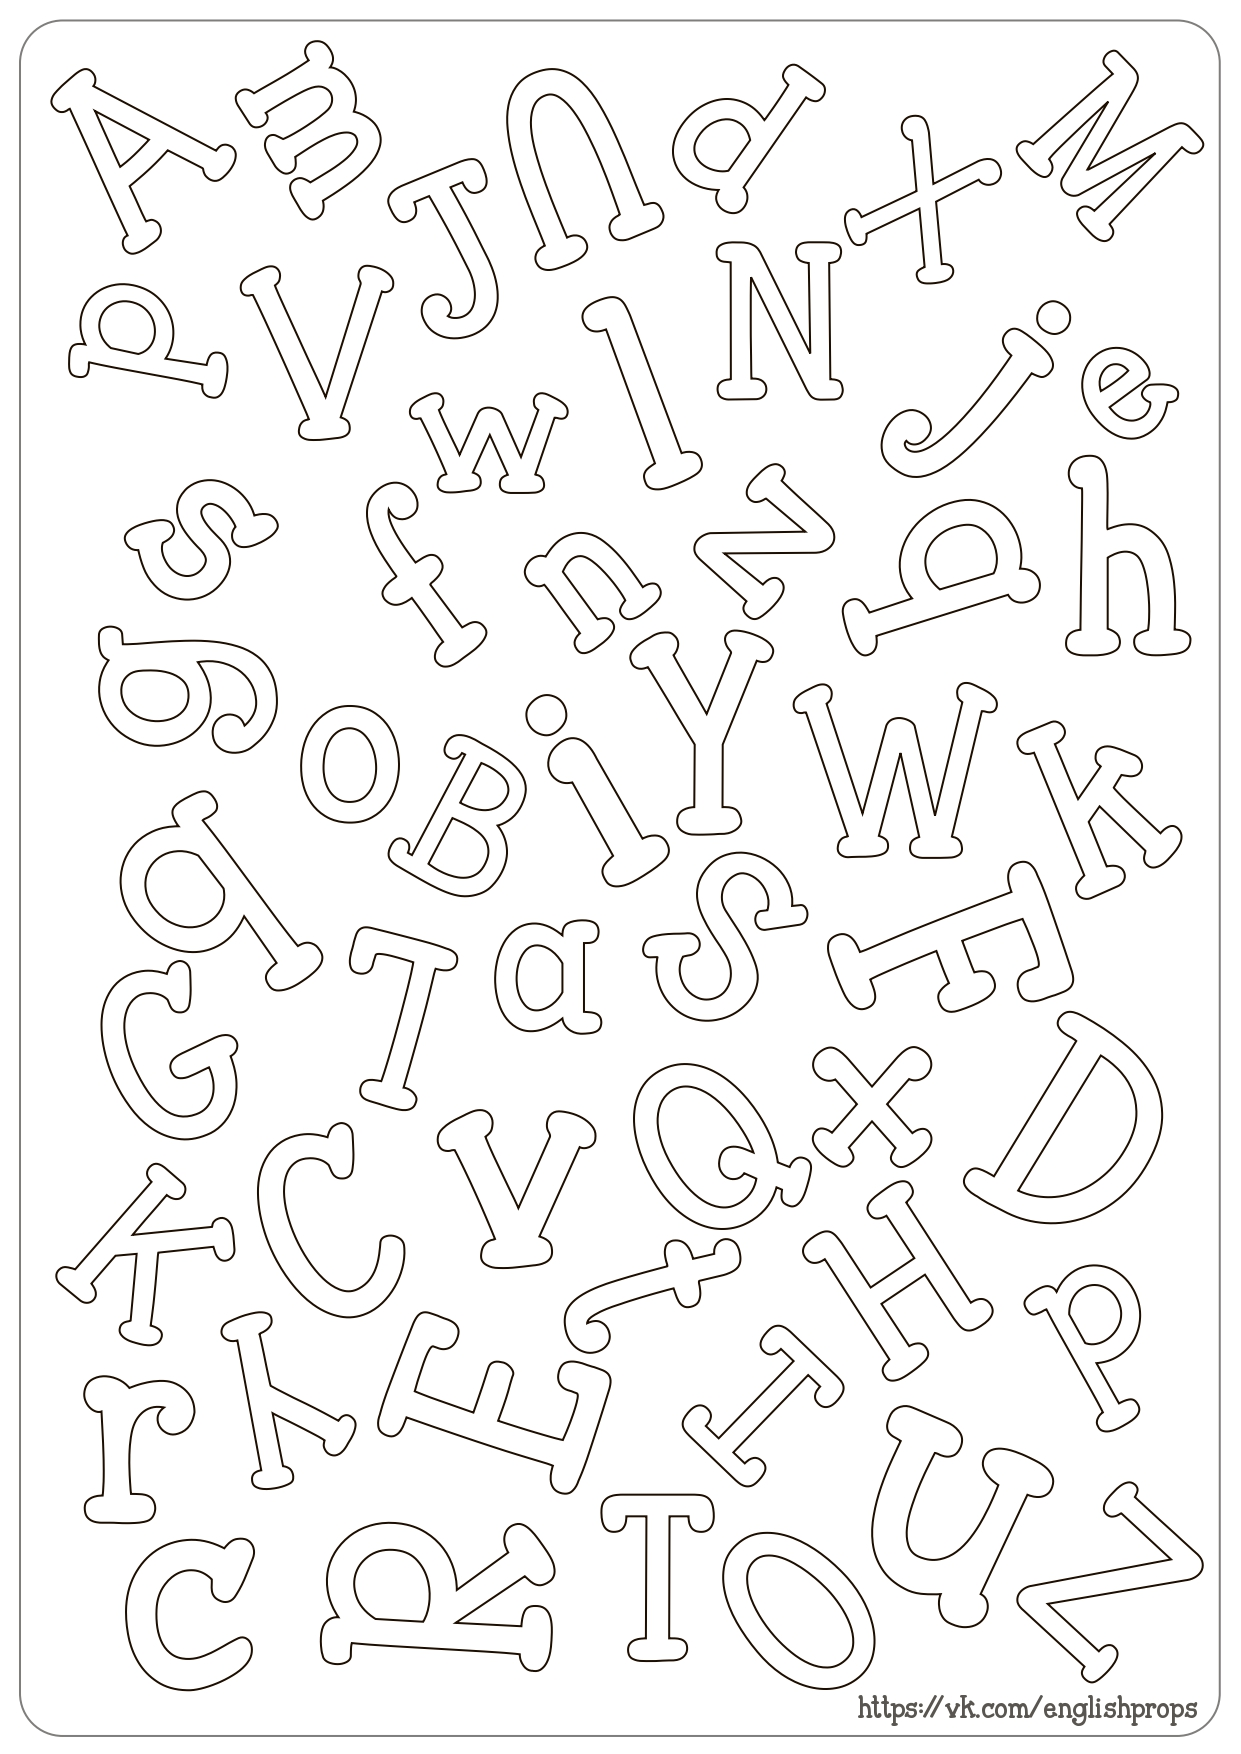 A m J U d x M
p V w l N j e
s f n z P h
g o B i Y W k
q T a S F
G C v Q x D
K t H p
r y E I U Z
c R T O
https://vk.com/englishprops